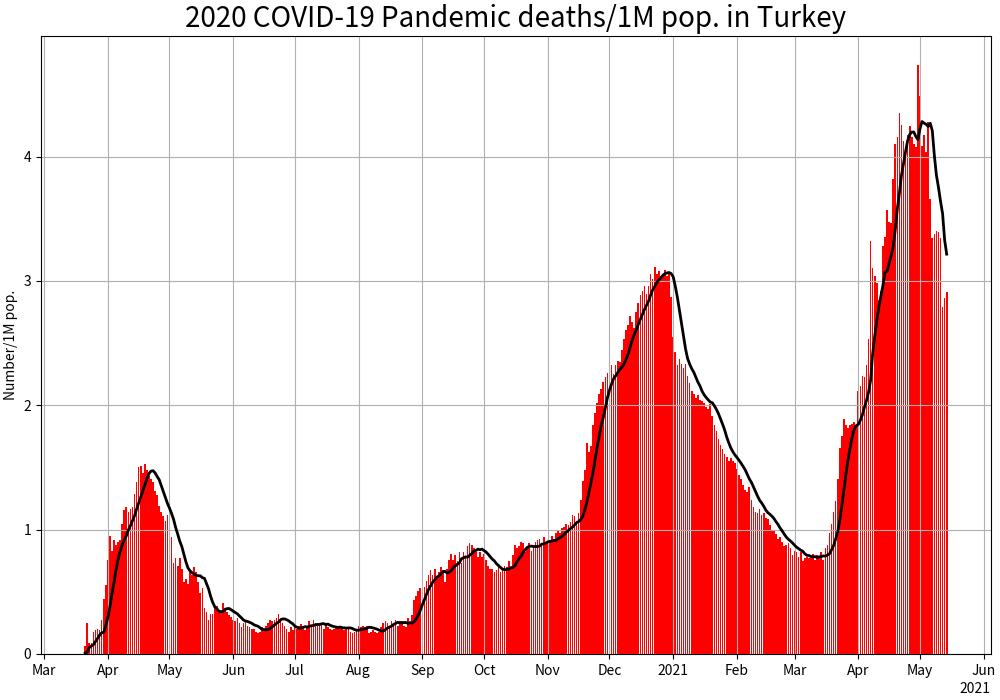 2020 COVID-19 Pandemic deaths/1M pop. in Turkey
Number/1M pop.
4
3
2
1
0
Mar Apr May Jun Jul Aug Sep Oct Nov Dec 2021 Feb Mar Apr May Jun
2021